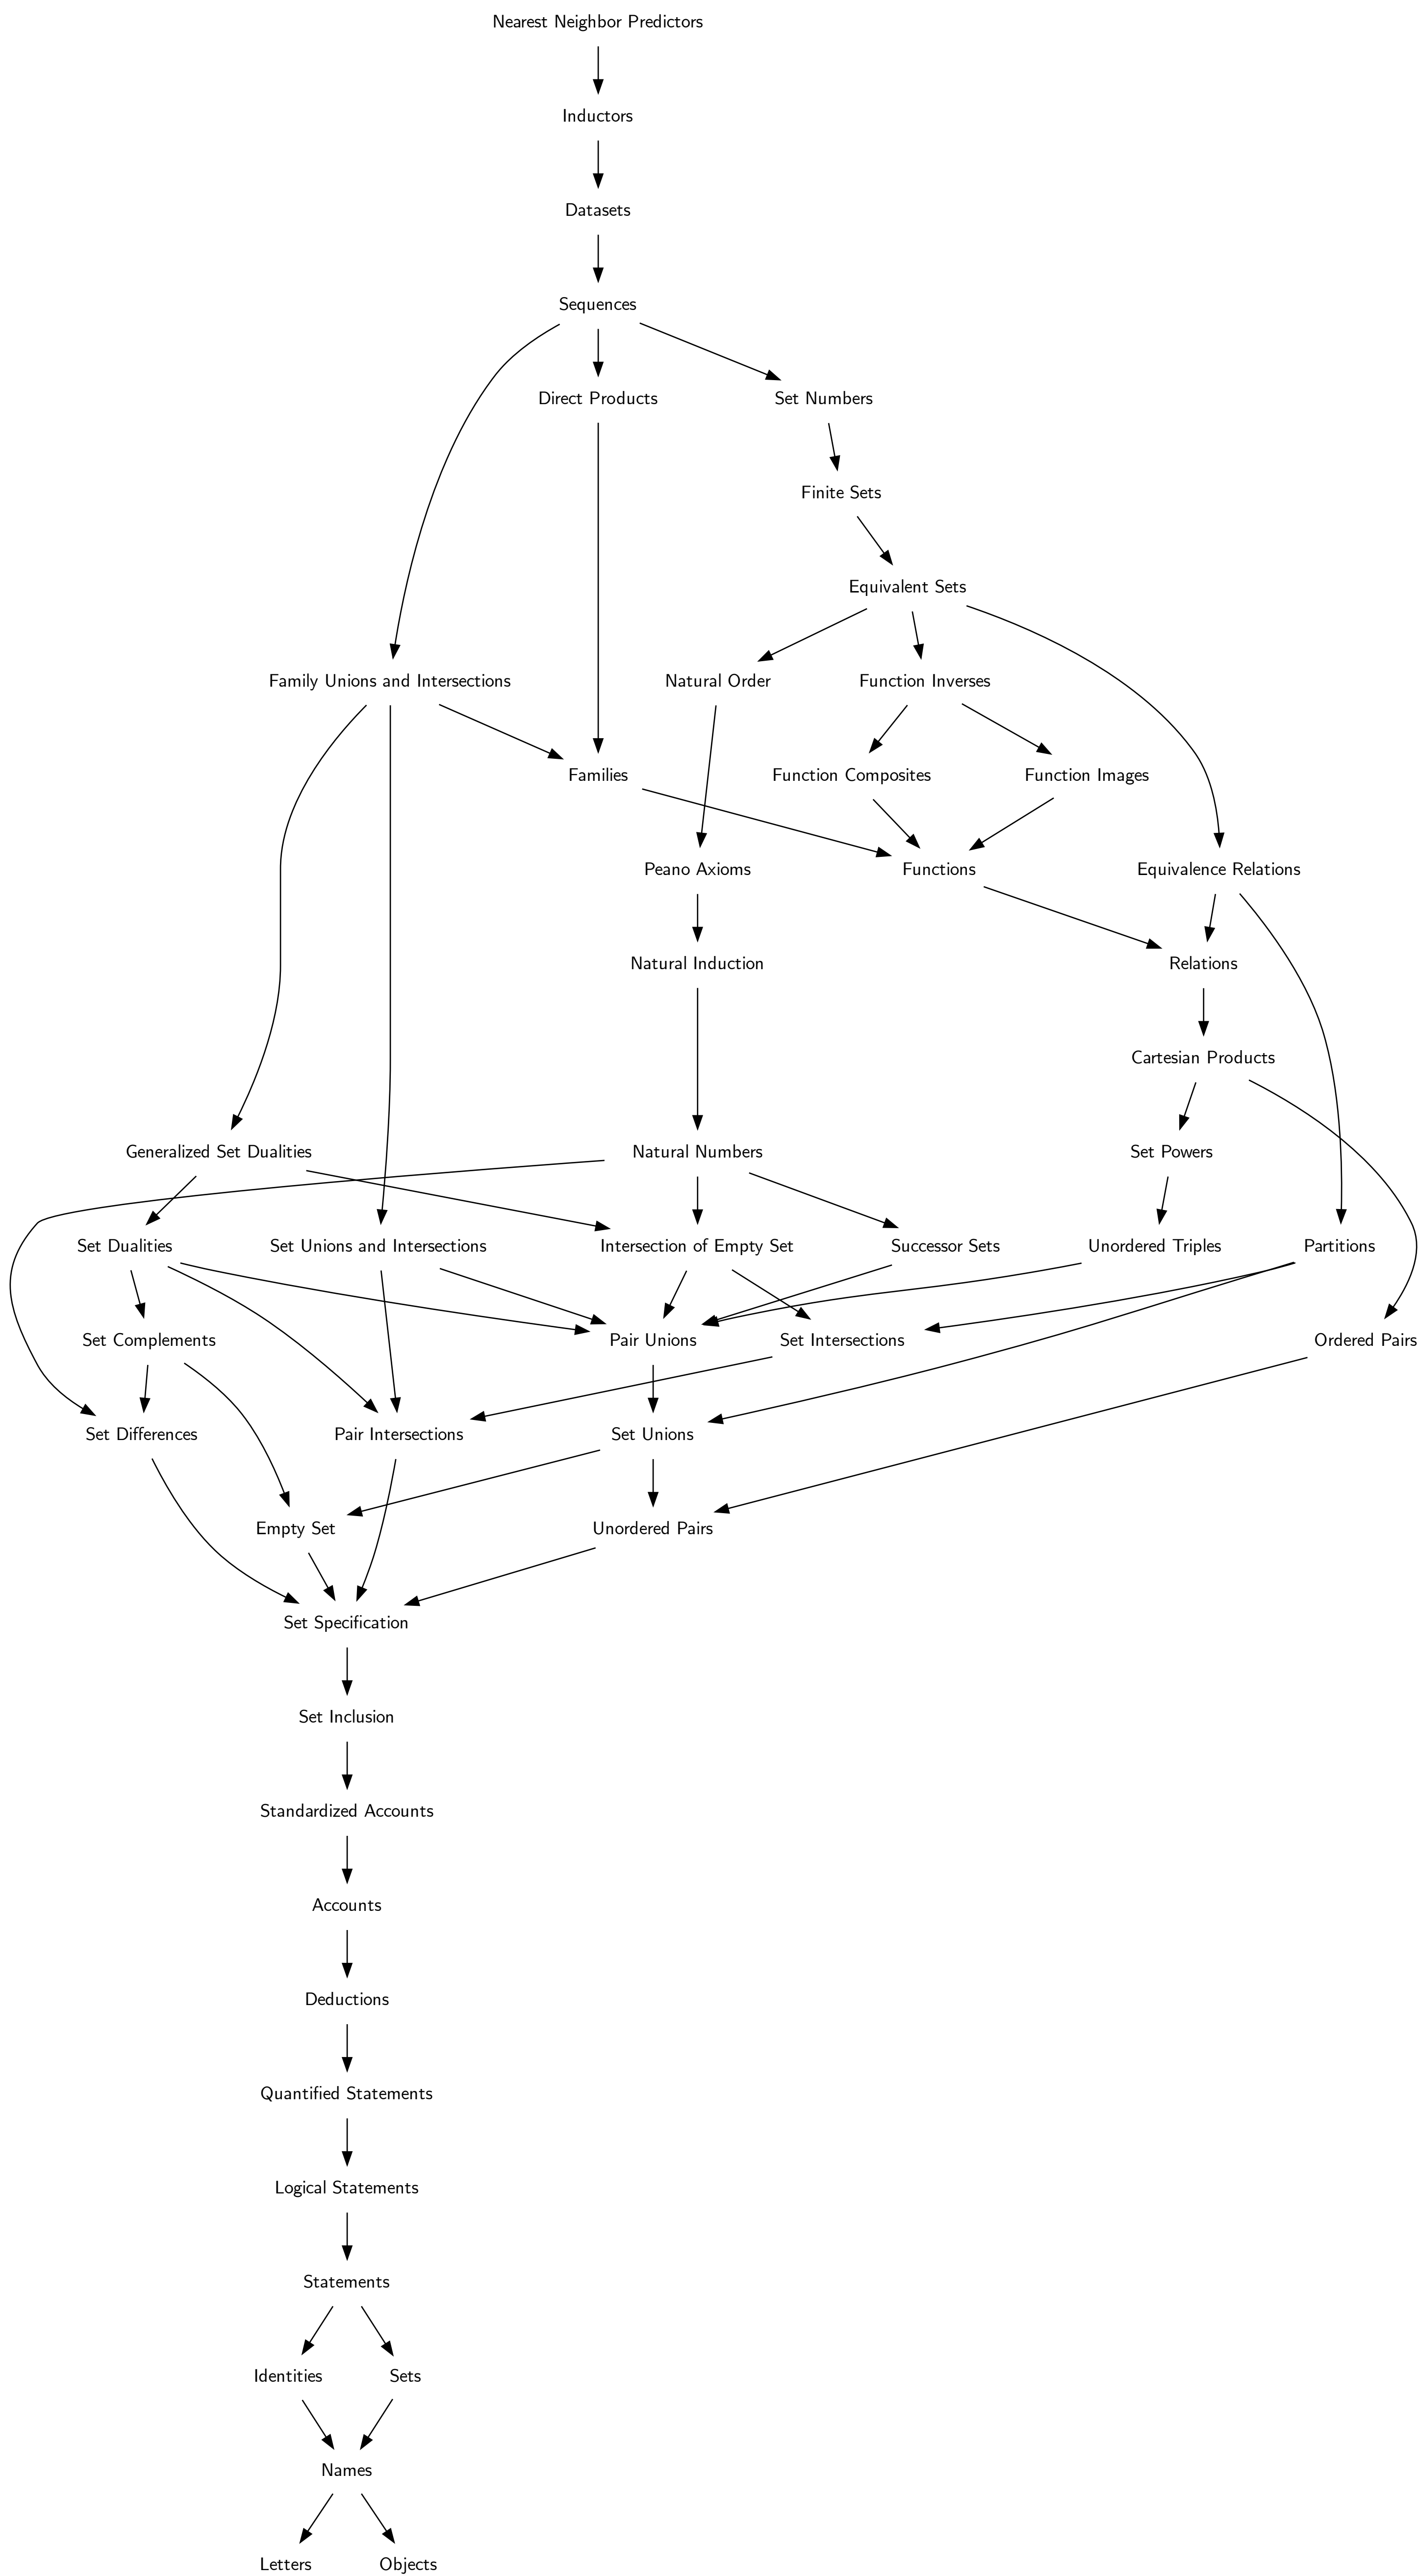 Nearest Neighbor Predictors
Inductors
Datasets
Sequences
Direct Products
Set Numbers
Finite Sets
Equivalent Sets
Family Unions and Intersections
Natural Order
Function Inverses
Families
Function Composites
Function Images
Peano Axioms
Functions
Equivalence Relations
Natural Induction
Relations
Cartesian Products
Generalized Set Dualities
Natural Numbers
Set Powers
Set Dualities
Set Unions and Intersections
Intersection of Empty Set
Successor Sets
Unordered Triples
Partitions
Set Complements
Pair Unions
Set Intersections
Ordered Pairs
Set Differences
Pair Intersections
Set Unions
Empty Set
Unordered Pairs
Set Specification
Set Inclusion
Standardized Accounts
Accounts
Deductions
Quantified Statements
Logical Statements
Statements
Identities
Sets
Names
Letters
Objects